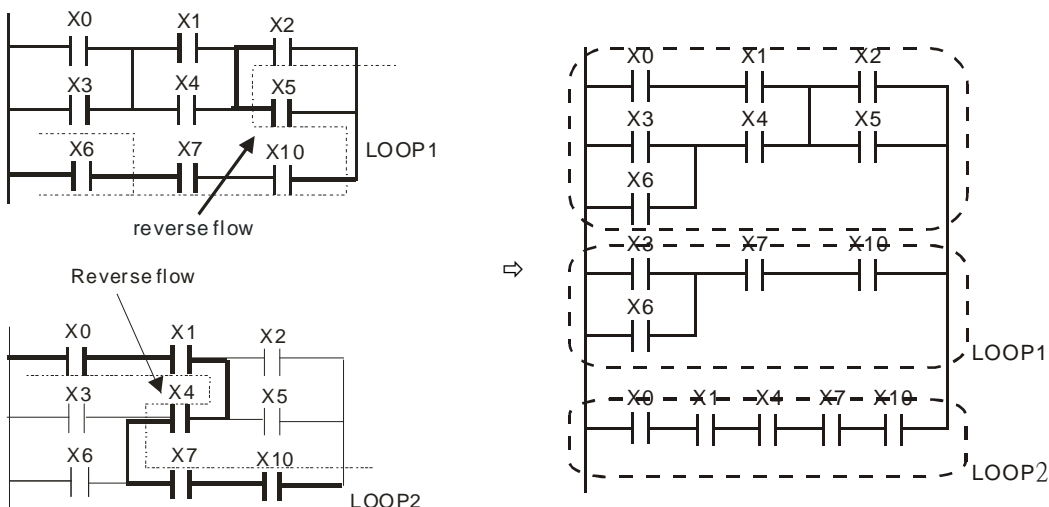 X0 X1 X2
X3 X4 X5
X6 X7 X10
LOOP1
reverse flow
Reverse flow
X0 X1 X2
X3 X4 X5
X6 X7 X10
LOOP2
⇨
X0 X1 X2
X3 X4 X5
X6
X3 X7 X10
X6
LOOP1
X0 X1 X4 X7 X10
LOOP2